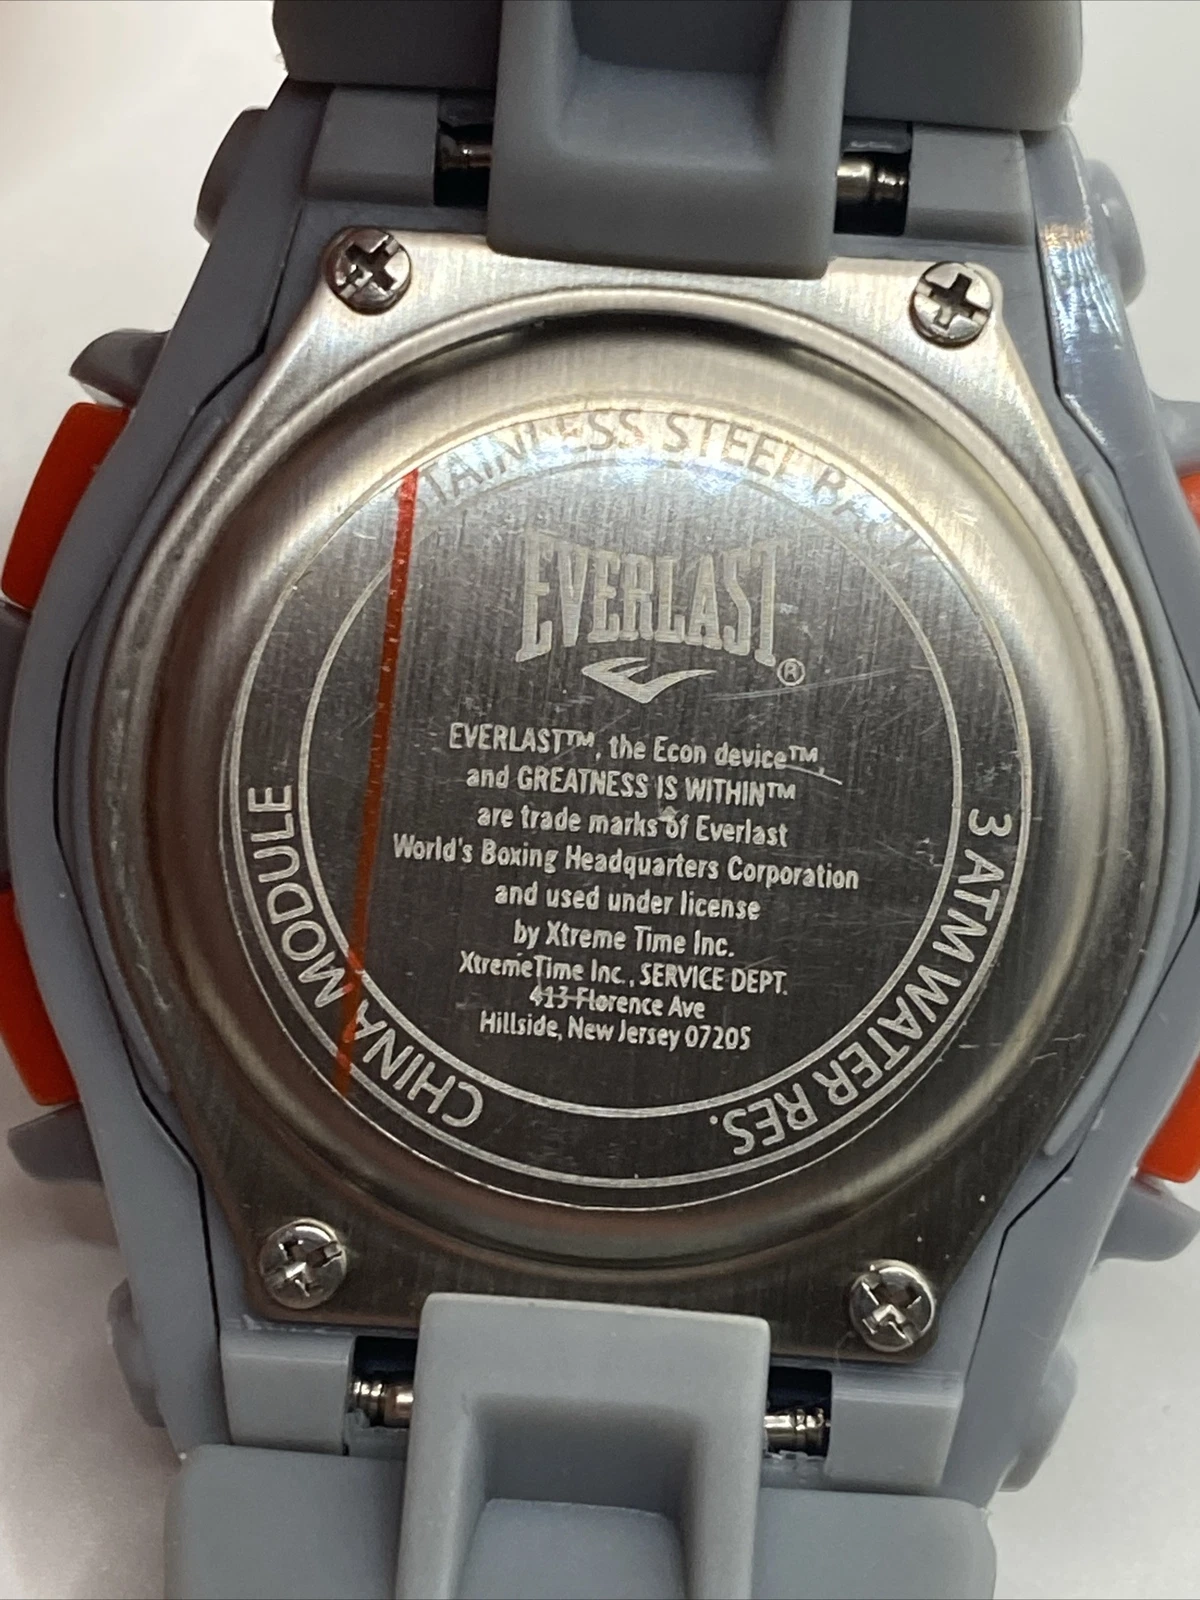 STAINLESS STEEL BACK
EVERLAST®
EVERLAST™, the Econ device™,
and GREATNESS IS WITHIN™
are trade marks of Everlast
World's Boxing Headquarters Corporation
and used under license
by Xtreme Time Inc.
XtremeTime Inc., SERVICE DEPT.
413 Florence Ave
Hillside, New Jersey 07205
3 ATM WATER RES.
CHINA MODULE